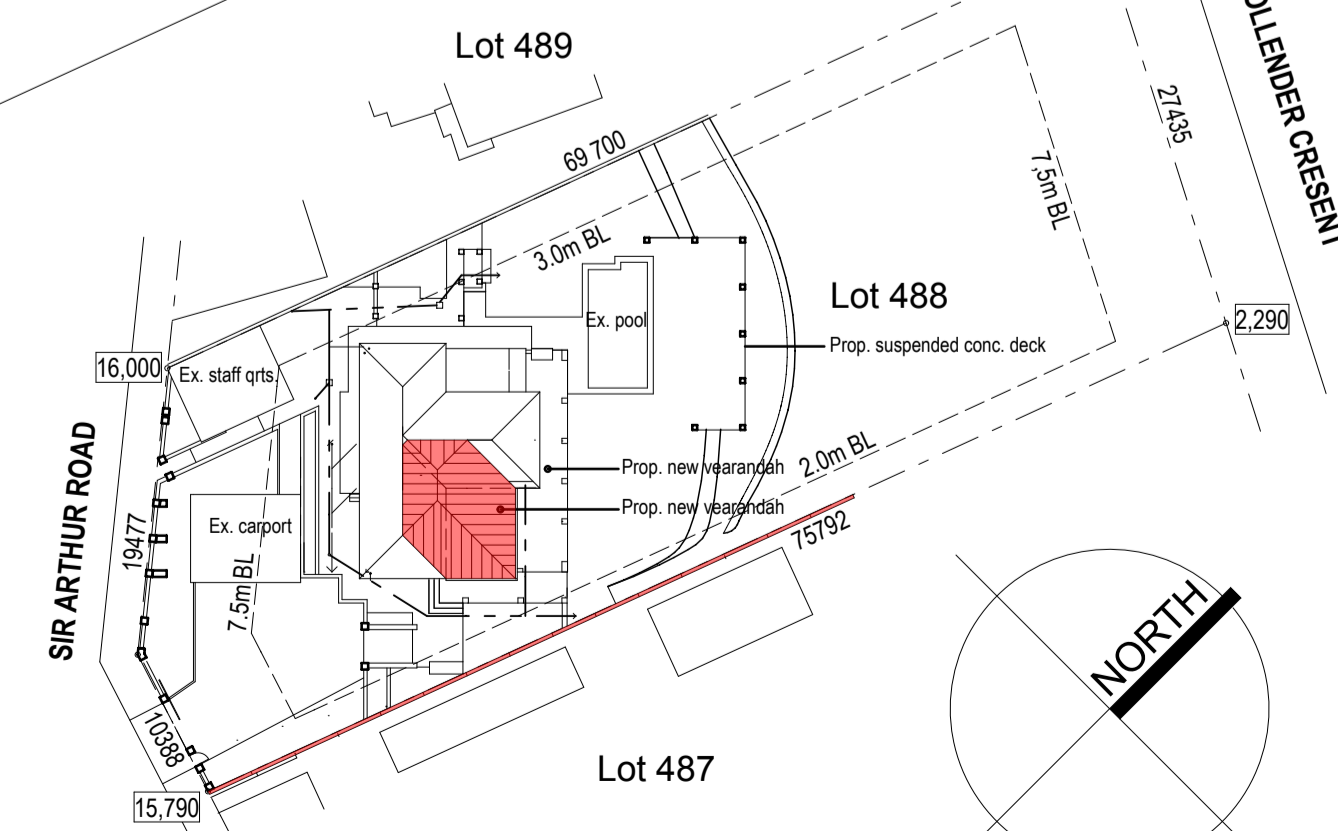 Lot 489
OLLENDER CRESENT
27435
69 700
7,5m BL
3.0m BL
Lot 488
Ex. pool
2,290
Prop. suspended conc. deck
16,000
Ex. staff qrts.
SIR ARTHUR ROAD
2.0m BL
Prop. new vearandah
Prop. new vearandah
19477
Ex. carport
75792
7.5m BL
NORTH
10388
Lot 487
15,790